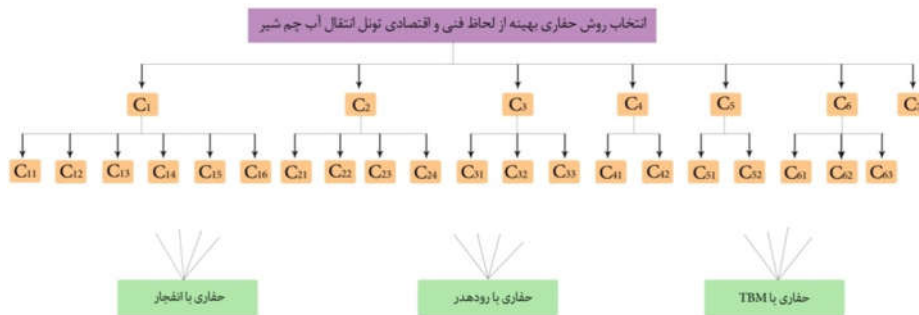 انتخاب روش حفاری بهینه از لحاظ فنی و اقتصادی تونل انتقال آب چم شیر
C1 C2 C3 C4 C5 C6
C11 C12 C13 C14 C15 C16 C21 C22 C23 C24 C31 C32 C33 C41 C42 C51 C52 C61 C62 C63
حفاری با انفجار حفاری با رودهدر حفاری با TBM